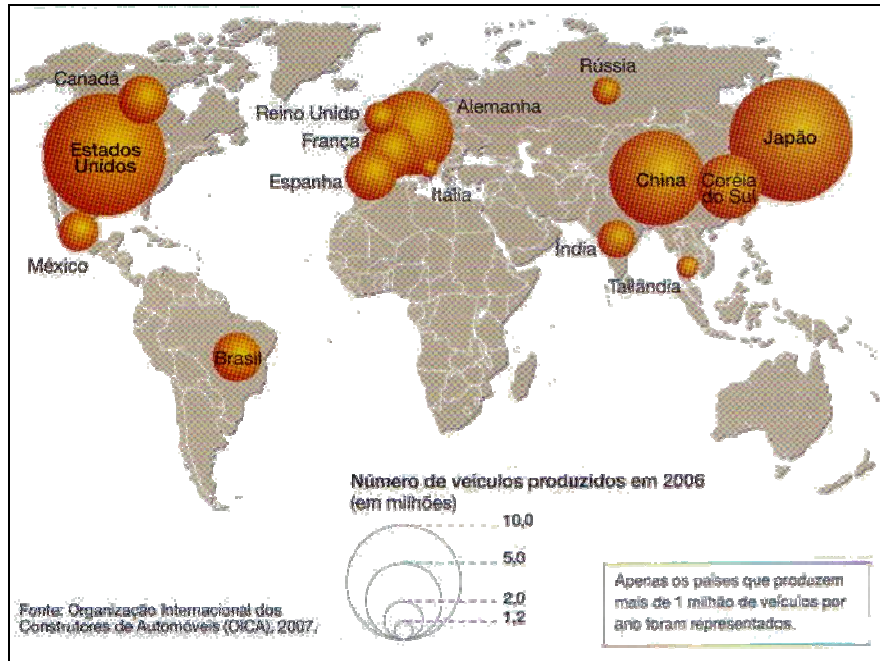 Canadá
Rússia
Reino Unido
Alemanha
Japão
França
Estados
Unidos
Espanha
China
Coréia
do Sul
Itália
Índia
México
Tailândia
Brasil
Número de veículos produzidos em 2006
(em milhões)
10,0
5,0
2,0
1,2
Apenas os países que produzem
mais de 1 milhão de veículos por
ano foram representados.
Fonte: Organização Internacional dos
Construtores de Automóveis (OICA), 2007.